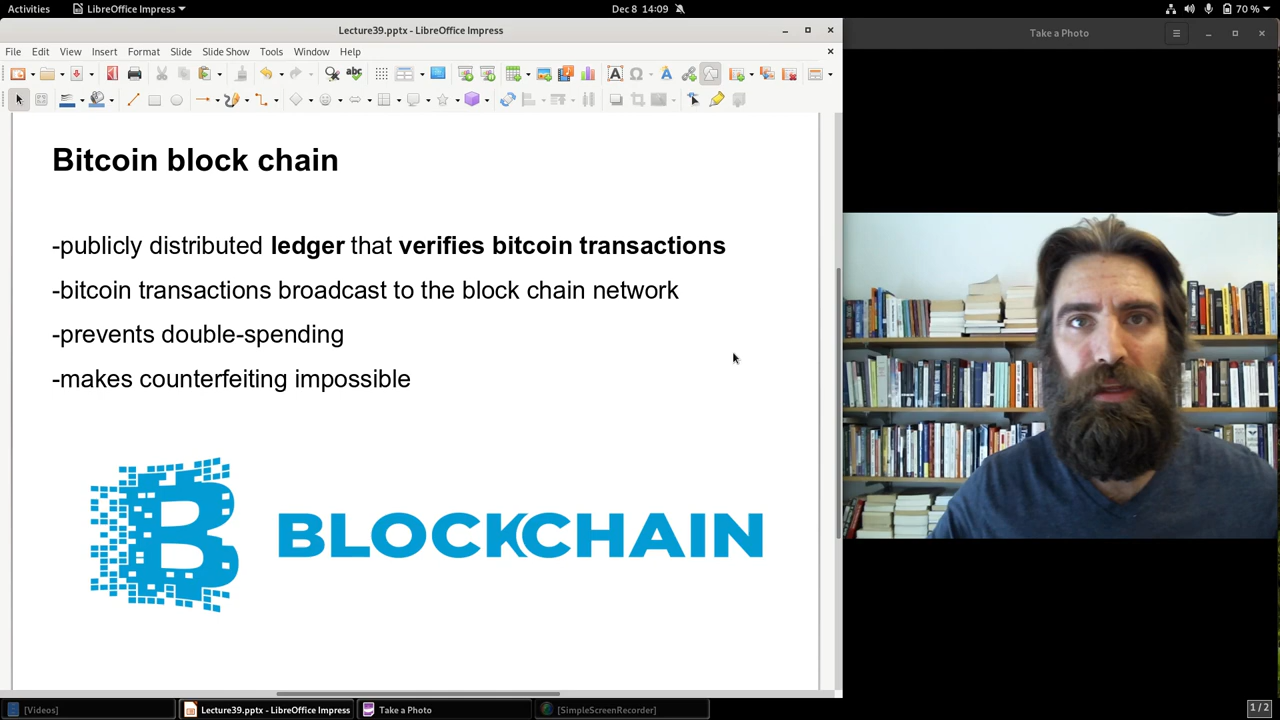 Activities LibreOffice Impress Dec 8 14:09 70 %
Lecture39.pptx - LibreOffice Impress
Take a Photo
File Edit View Insert Format Slide Slide Show Tools Window Help
Bitcoin block chain
-publicly distributed ledger that verifies bitcoin transactions
-bitcoin transactions broadcast to the block chain network
-prevents double-spending
-makes counterfeiting impossible
BLOCKCHAIN
[Videos] Lecture39.pptx - LibreOffice Impress Take a Photo [SimpleScreenRecorder] 1 / 2